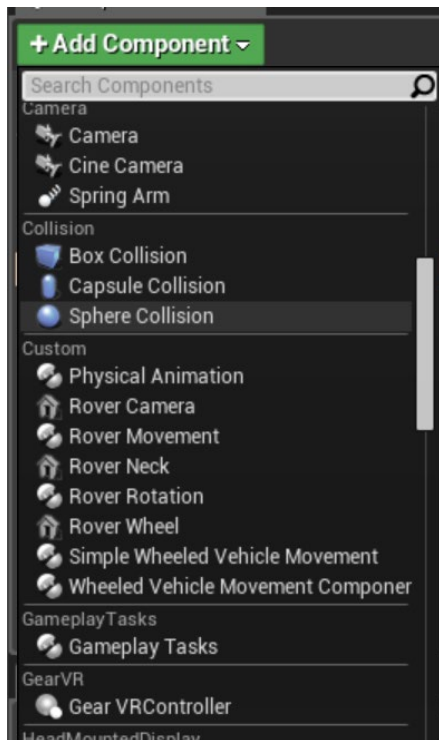 + Add Component
Search Components
Camera
Camera
Cine Camera
Spring Arm
Collision
Box Collision
Capsule Collision
Sphere Collision
Custom
Physical Animation
Rover Camera
Rover Movement
Rover Neck
Rover Rotation
Rover Wheel
Simple Wheeled Vehicle Movement
Wheeled Vehicle Movement Componer
GameplayTasks
Gameplay Tasks
GearVR
Gear VRController
HeadMountedDisplay